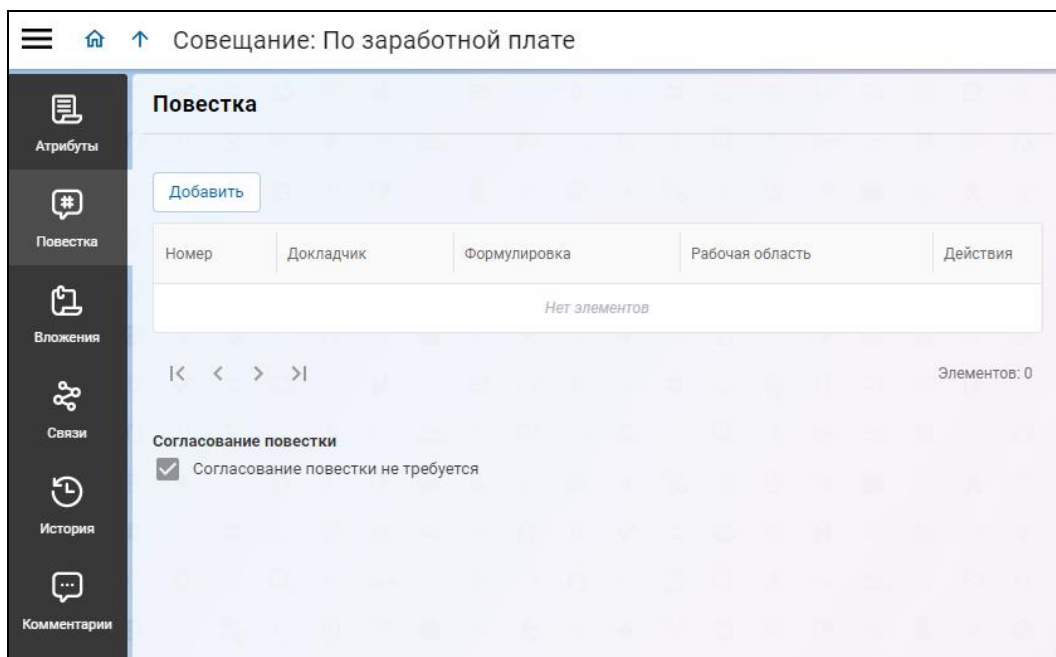 Совещание: По заработной плате
Атрибуты
Повестка
Вложения
Связи
История
Комментарии
Повестка
Добавить
Номер Докладчик Формулировка Рабочая область Действия
Нет элементов
Элементов: 0
Согласование повестки
Согласование повестки не требуется